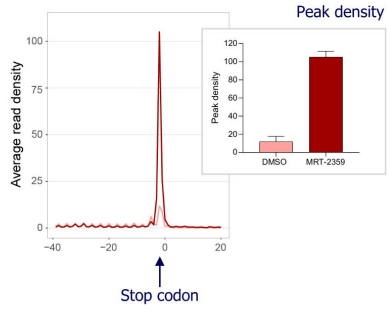 Peak density
Average read density
100
75
50
25
0
−40
−20
0
20
Stop codon
Peak density
120
100
80
60
40
20
0
DMSO
MRT-2359